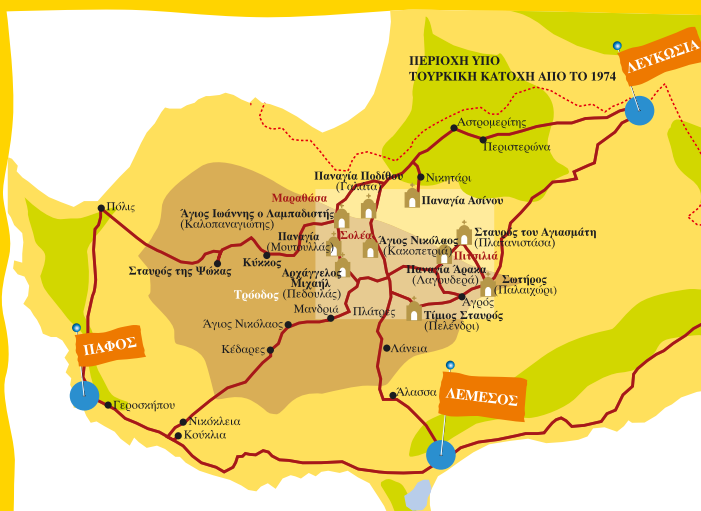 ΠΕΡΙΟΧΗ ΥΠΟ
ΤΟΥΡΚΙΚΗ ΚΑΤΟΧΗ ΑΠΟ ΤΟ 1974
ΛΕΥΚΩΣΙΑ
Αστρομερίτης
Περιστερώνα
Παναγία Ποδίθου
(Γαλάτα)
Νικητάρι
Μαραθάσα
Παναγία Ασίνου
Πόλις
Άγιος Ιωάννης ο Λαμπαδιστής
(Καλοπαναγιώτης)
Παναγία
(Μουτουλλάς)
Σολέα
Άγιος Νικόλαος
(Κακοπετριά)
Σταυρός του Αγιασμάτη
(Πλατανιστάσα)
Πιτσιλιά
Σταυρός της Ψώκας
Κύκκος
Αρχάγγελος
Μιχαήλ
(Πεδουλάς)
Παναγία Άρακα
(Λαγουδερά)
Σωτήρος
(Παλαιχώρι)
Τρόοδος
Μανδριά
Πλάτρες
Αγρός
Τίμιος Σταυρός
(Πελένδρι)
Άγιος Νικόλαος
Κέδαρες
Λάνεια
ΠΑΦΟΣ
Άλασσα
ΛΕΜΕΣΟΣ
Γεροσκήπου
Νικόκλεια
Κούκλια